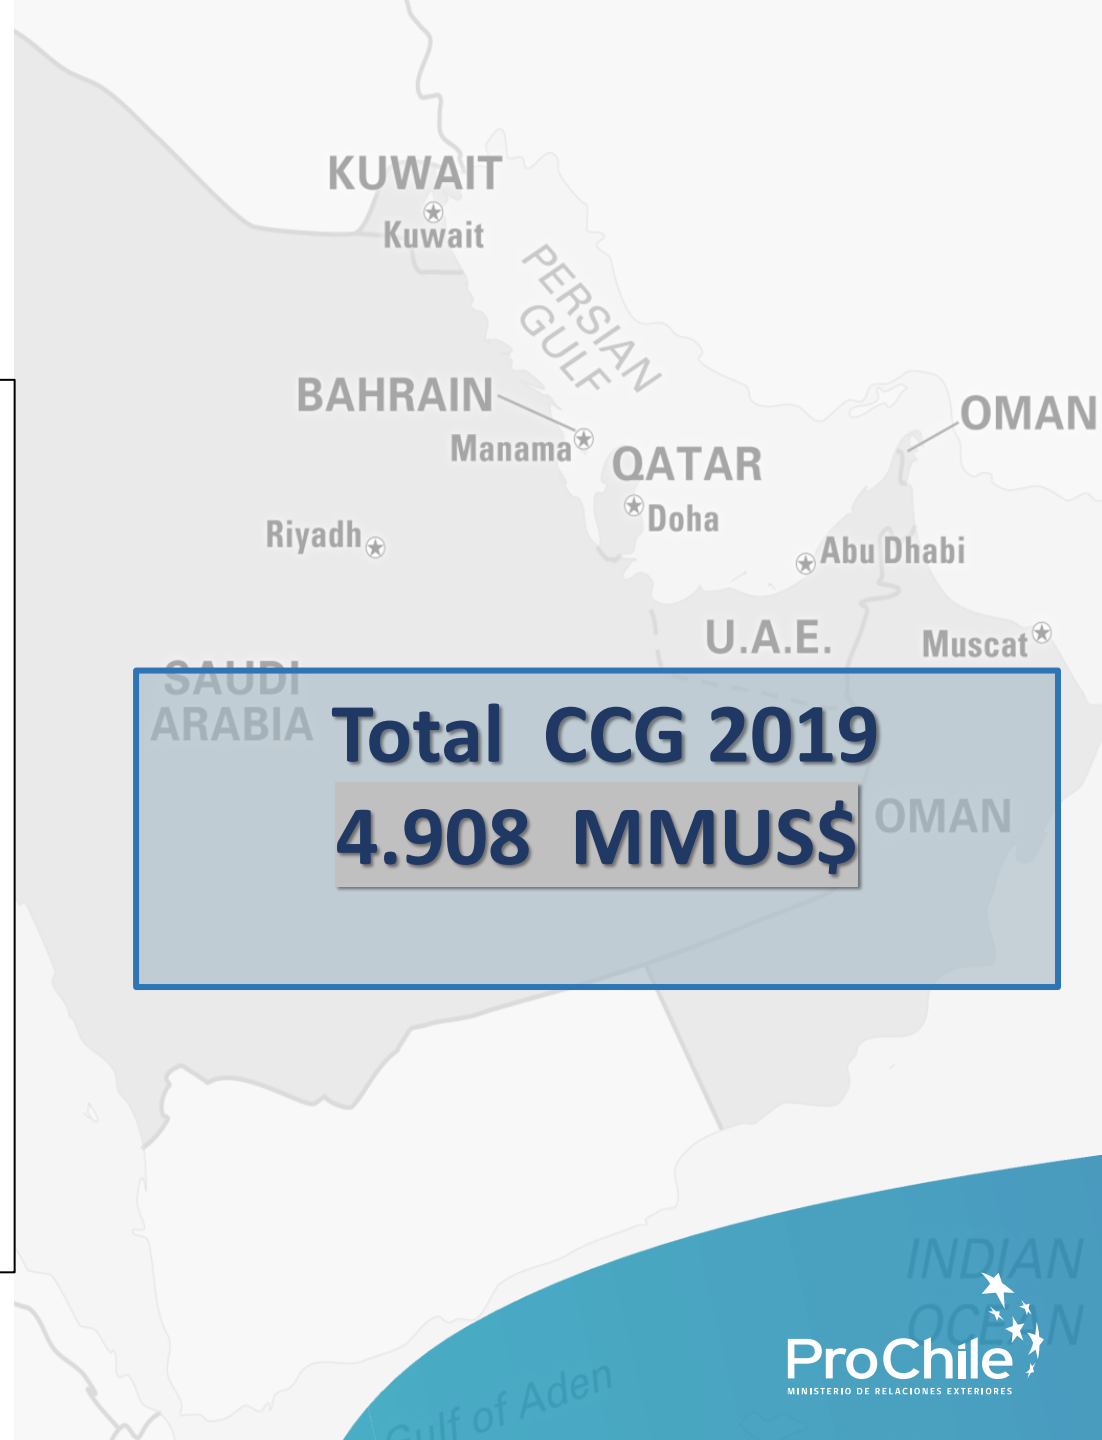 KUWAIT
Kuwait
PERSIAN
GULF
BAHRAIN
Manama
QATAR
Doha
OMAN
Riyadh
Abu Dhabi
U.A.E.
Muscat
SAUDI
ARABIA
Total CCG 2019
4.908 MMUS$
OMAN
INDIAN
OCEAN
ProChile
MINISTERIO DE RELACIONES EXTERIORES
Gulf of Aden